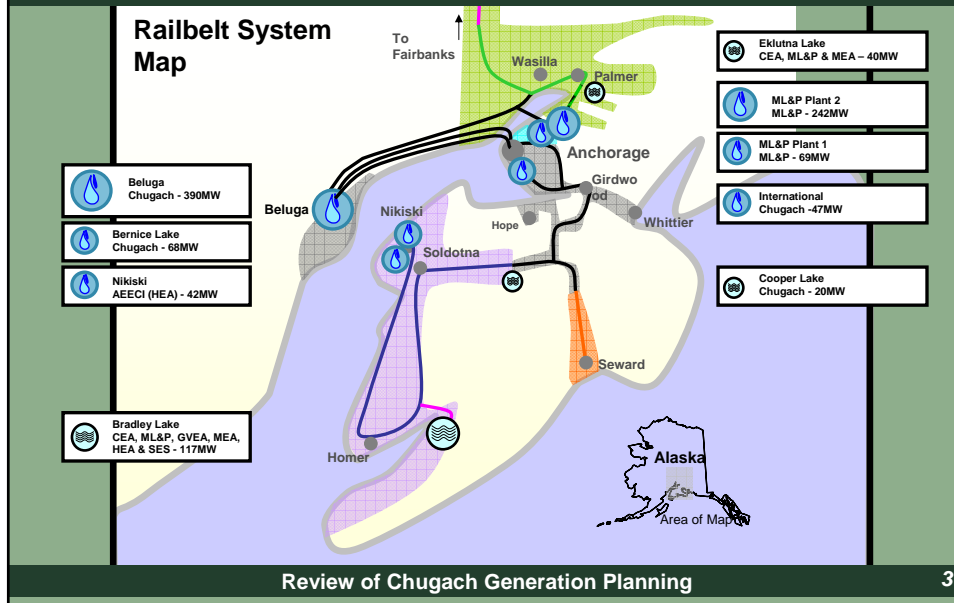 Railbelt System
Map
To
Fairbanks
Wasilla
Palmer
Anchorage
Girdwo
od
Whittier
Hope
Beluga
Nikiski
Soldotna
Seward
Homer
Beluga
Chugach - 390MW
Bernice Lake
Chugach - 68MW
Nikiski
AEECI (HEA) - 42MW
Bradley Lake
CEA, ML&P, GVEA, MEA,
HEA & SES - 117MW
Eklutna Lake
CEA, ML&P & MEA – 40MW
ML&P Plant 2
ML&P - 242MW
ML&P Plant 1
ML&P - 69MW
International
Chugach -47MW
Cooper Lake
Chugach - 20MW
Alaska
Area of Map
Review of Chugach Generation Planning
3